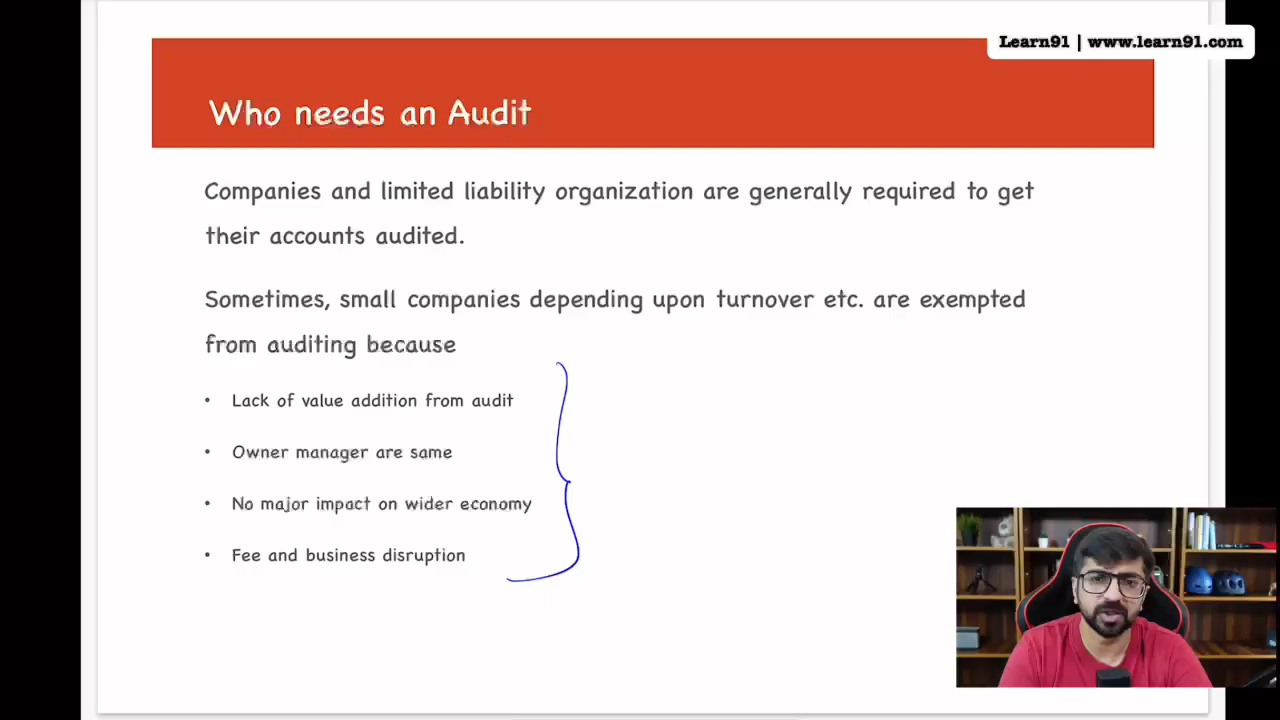 Learn91 | www.learn91.com
Who needs an Audit
Companies and limited liability organization are generally required to get
their accounts audited.
Sometimes, small companies depending upon turnover etc. are exempted
from auditing because
• Lack of value addition from audit
• Owner manager are same
• No major impact on wider economy
• Fee and business disruption